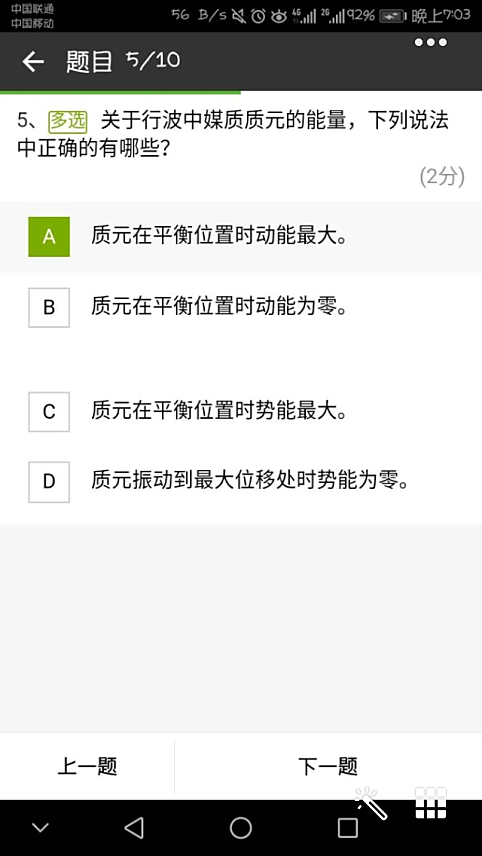 中国联通
中国移动
56 B/s 4G 2G 92% 晚上7:03
题目 5/10
5、多选 关于行波中媒质质元的能量，下列说法
中正确的有哪些？
(2分)
A 质元在平衡位置时动能最大。
B 质元在平衡位置时动能为零。
C 质元在平衡位置时势能最大。
D 质元振动到最大位移处时势能为零。
上一题 下一题